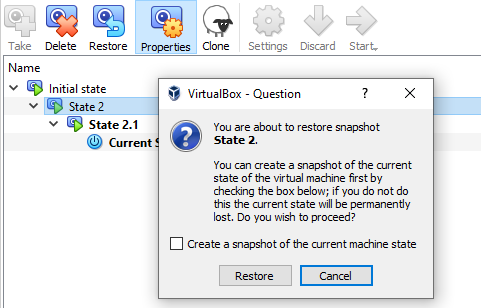 Take Delete Restore Properties Clone Settings Discard Start
Name
Initial state
State 2
State 2.1
Current
VirtualBox - Question
You are about to restore snapshot
State 2.
You can create a snapshot of the current
state of the virtual machine first by
checking the box below; if you do not do
this the current state will be permanently
lost. Do you wish to proceed?
Create a snapshot of the current machine state
Restore Cancel